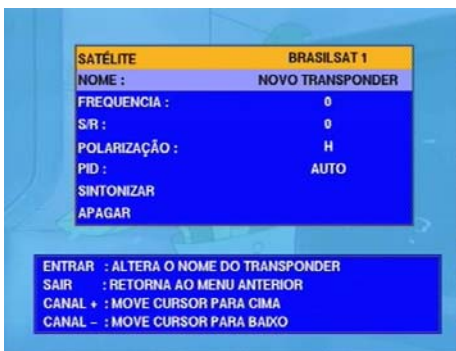 SATÉLITE BRASILSAT 1
NOME : NOVO TRANSPONDER
FREQUENCIA : 0
S/R : 0
POLARIZAÇÃO : H
PID : AUTO
SINTONIZAR
APAGAR
ENTRAR : ALTERA O NOME DO TRANSPONDER
SAIR : RETORNA AO MENU ANTERIOR
CANAL + : MOVE CURSOR PARA CIMA
CANAL – : MOVE CURSOR PARA BAIXO